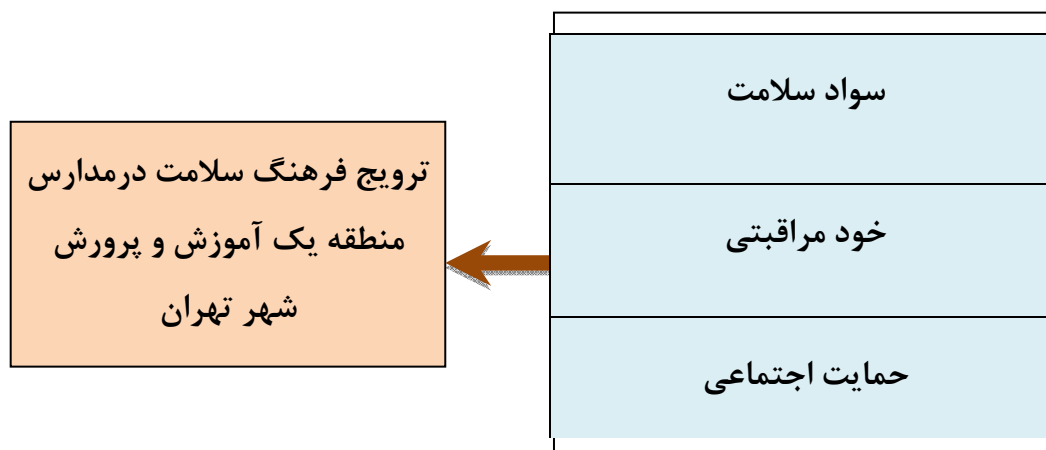 سواد سلامت
خود مراقبتی
حمایت اجتماعی
ترویج فرهنگ سلامت درمدارس
منطقه یک آموزش و پرورش
شهر تهران